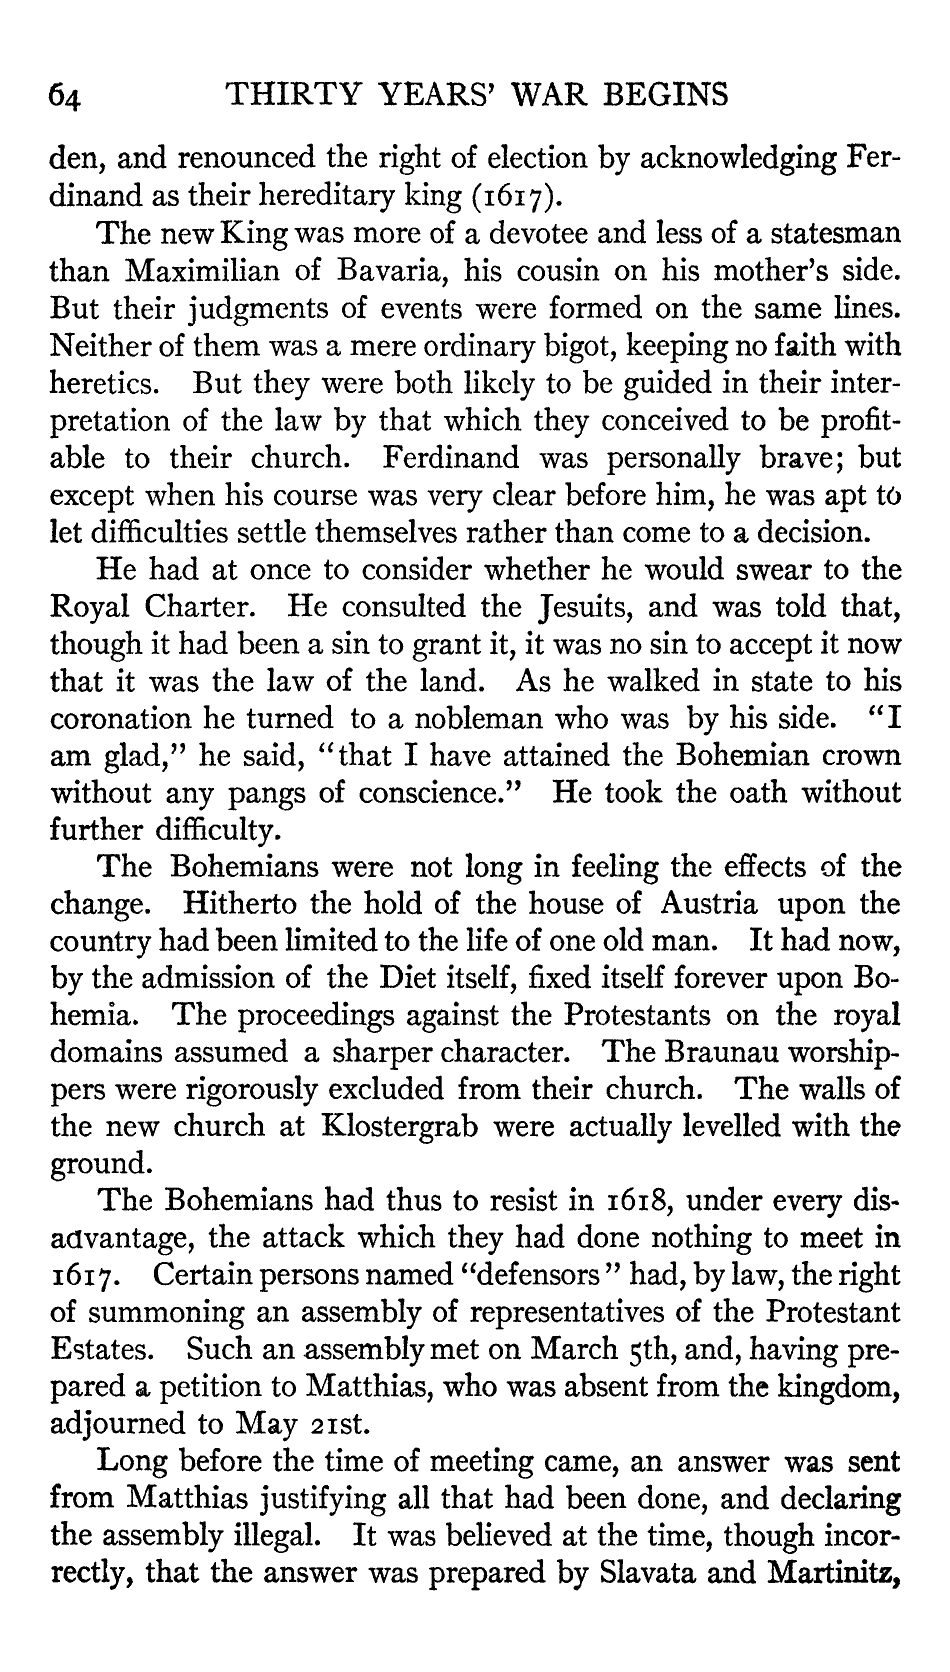 64 THIRTY YEARS' WAR BEGINS
den, and renounced the right of election by acknowledging Fer-
dinand as their hereditary king (1617).
The new King was more of a devotee and less of a statesman
than Maximilian of Bavaria, his cousin on his mother's side.
But their judgments of events were formed on the same lines.
Neither of them was a mere ordinary bigot, keeping no faith with
heretics. But they were both likely to be guided in their inter-
pretation of the law by that which they conceived to be profit-
able to their church. Ferdinand was personally brave; but
except when his course was very clear before him, he was apt to
let difficulties settle themselves rather than come to a decision.
He had at once to consider whether he would swear to the
Royal Charter. He consulted the Jesuits, and was told that,
though it had been a sin to grant it, it was no sin to accept it now
that it was the law of the land. As he walked in state to his
coronation he turned to a nobleman who was by his side. "I
am glad," he said, "that I have attained the Bohemian crown
without any pangs of conscience." He took the oath without
further difficulty.
The Bohemians were not long in feeling the effects of the
change. Hitherto the hold of the house of Austria upon the
country had been limited to the life of one old man. It had now,
by the admission of the Diet itself, fixed itself forever upon Bo-
hemia. The proceedings against the Protestants on the royal
domains assumed a sharper character. The Braunau worship-
pers were rigorously excluded from their church. The walls of
the new church at Klostergrab were actually levelled with the
ground.
The Bohemians had thus to resist in 1618, under every dis-
advantage, the attack which they had done nothing to meet in
1617. Certain persons named "defensors" had, by law, the right
of summoning an assembly of representatives of the Protestant
Estates. Such an assembly met on March 5th, and, having pre-
pared a petition to Matthias, who was absent from the kingdom,
adjourned to May 21st.
Long before the time of meeting came, an answer was sent
from Matthias justifying all that had been done, and declaring
the assembly illegal. It was believed at the time, though incor-
rectly, that the answer was prepared by Slavata and Martinitz,